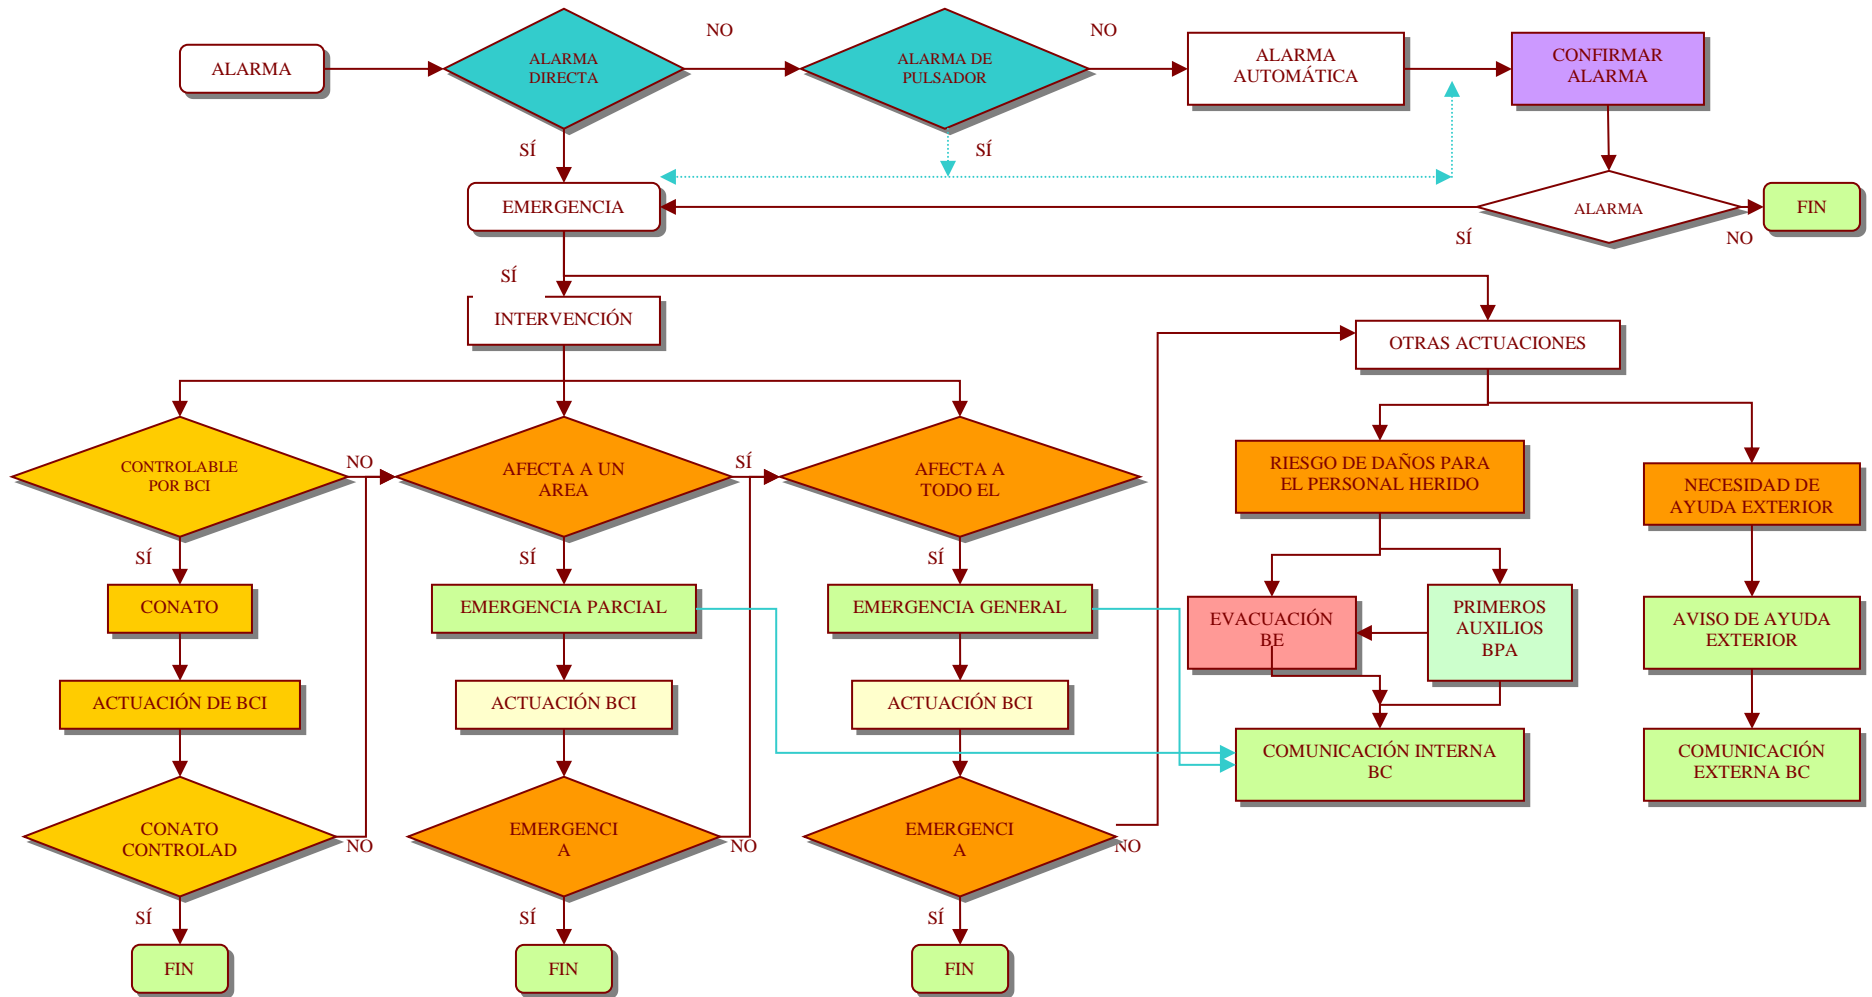 NO
NO
ALARMA
ALARMA
DIRECTA
ALARMA DE
PULSADOR
ALARMA
AUTOMÁTICA
CONFIRMAR
ALARMA
SÍ
SÍ
EMERGENCIA
ALARMA
FIN
SÍ
NO
SÍ
INTERVENCIÓN
OTRAS ACTUACIONES
CONTROLABLE
POR BCI
NO
AFECTA A UN
AREA
SÍ
AFECTA A
TODO EL
RIESGO DE DAÑOS PARA
EL PERSONAL HERIDO
NECESIDAD DE
AYUDA EXTERIOR
SÍ
SÍ
SÍ
CONATO
EMERGENCIA PARCIAL
EMERGENCIA GENERAL
EVACUACIÓN
BE
PRIMEROS
AUXILIOS
BPA
AVISO DE AYUDA
EXTERIOR
ACTUACIÓN DE BCI
ACTUACIÓN BCI
ACTUACIÓN BCI
COMUNICACIÓN INTERNA
BC
COMUNICACIÓN
EXTERNA BC
CONATO
CONTROLAD
NO
EMERGENCI
A
NO
EMERGENCI
A
NO
SÍ
SÍ
SÍ
FIN
FIN
FIN